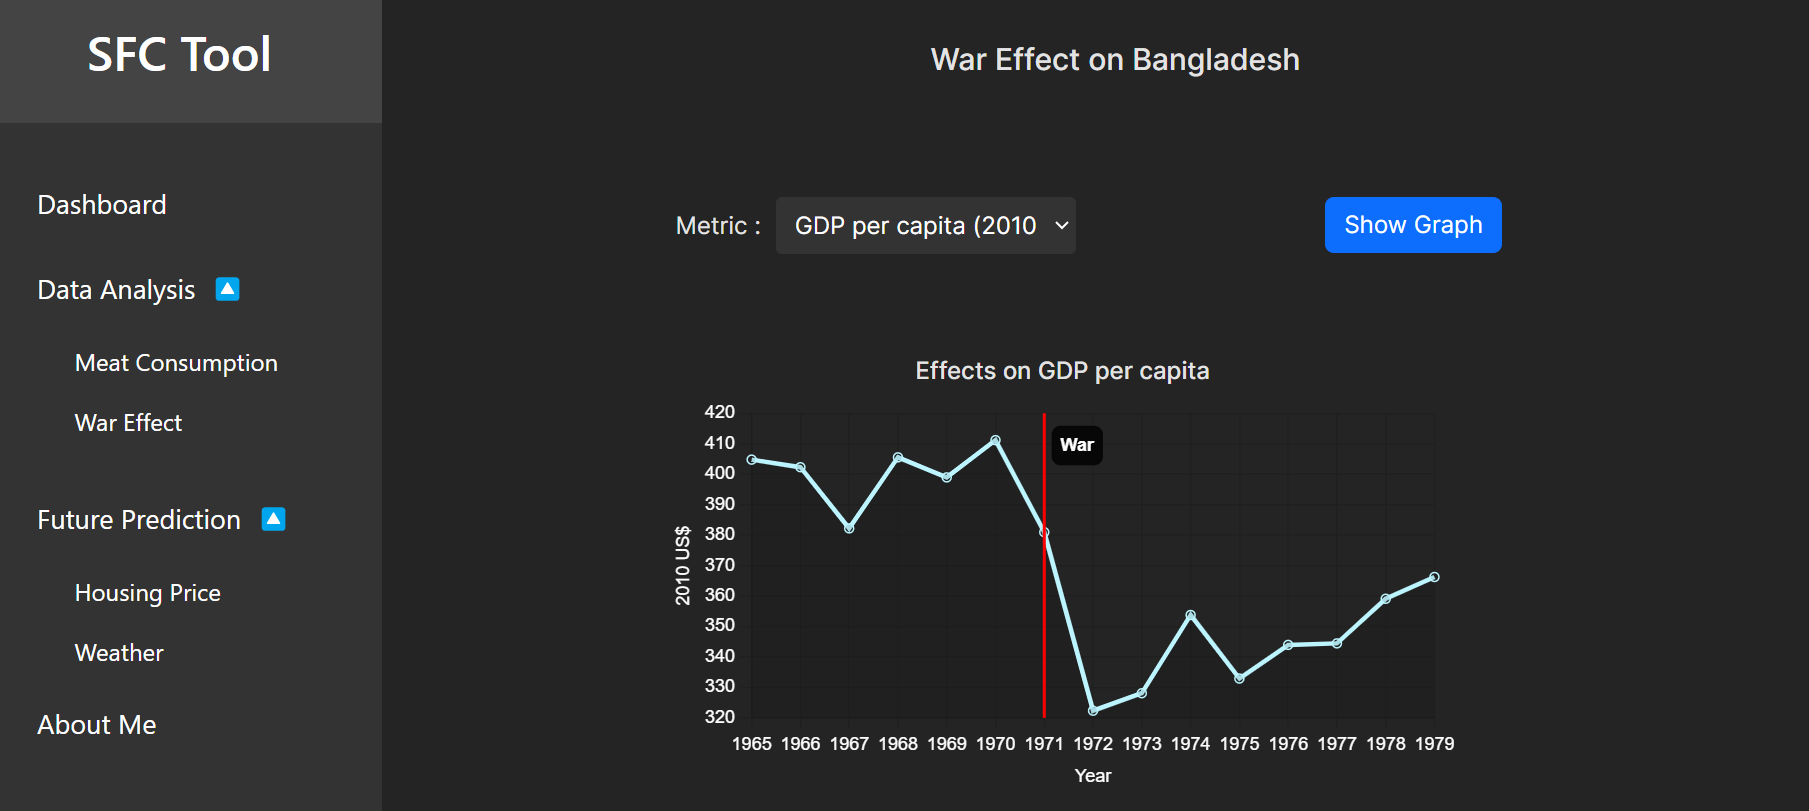 SFC Tool
Dashboard
Data Analysis
Meat Consumption
War Effect
Future Prediction
Housing Price
Weather
About Me
War Effect on Bangladesh
Metric : GDP per capita (2010
Show Graph
Effects on GDP per capita
420
410
400
390
380
370
360
350
340
330
320
2010 US$
War
1965 1966 1967 1968 1969 1970 1971 1972 1973 1974 1975 1976 1977 1978 1979
Year